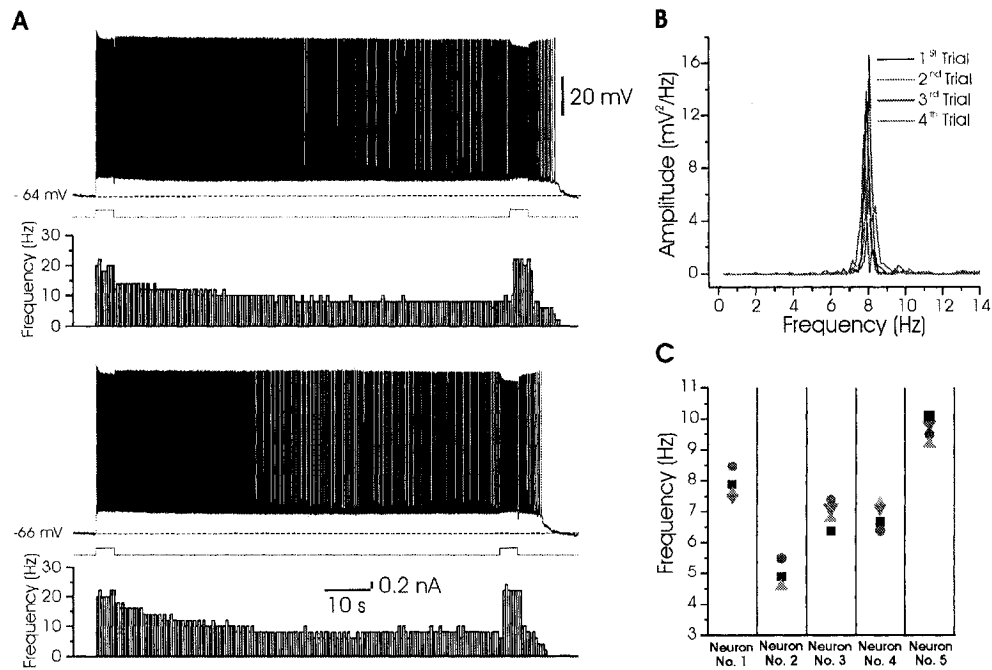 A
20 mV
- 64 mV
Frequency (Hz)
30
20
10
0
-66 mV
Frequency (Hz)
30
20
10
0
0.2 nA
10 s
B
Amplitude (mV²/Hz)
16
12
8
4
0
1st Trial
2nd Trial
3rd Trial
4th Trial
0 2 4 6 8 10 12 14
Frequency (Hz)
C
Frequency (Hz)
11
10
9
8
7
6
5
4
3
Neuron No. 1
Neuron No. 2
Neuron No. 3
Neuron No. 4
Neuron No. 5